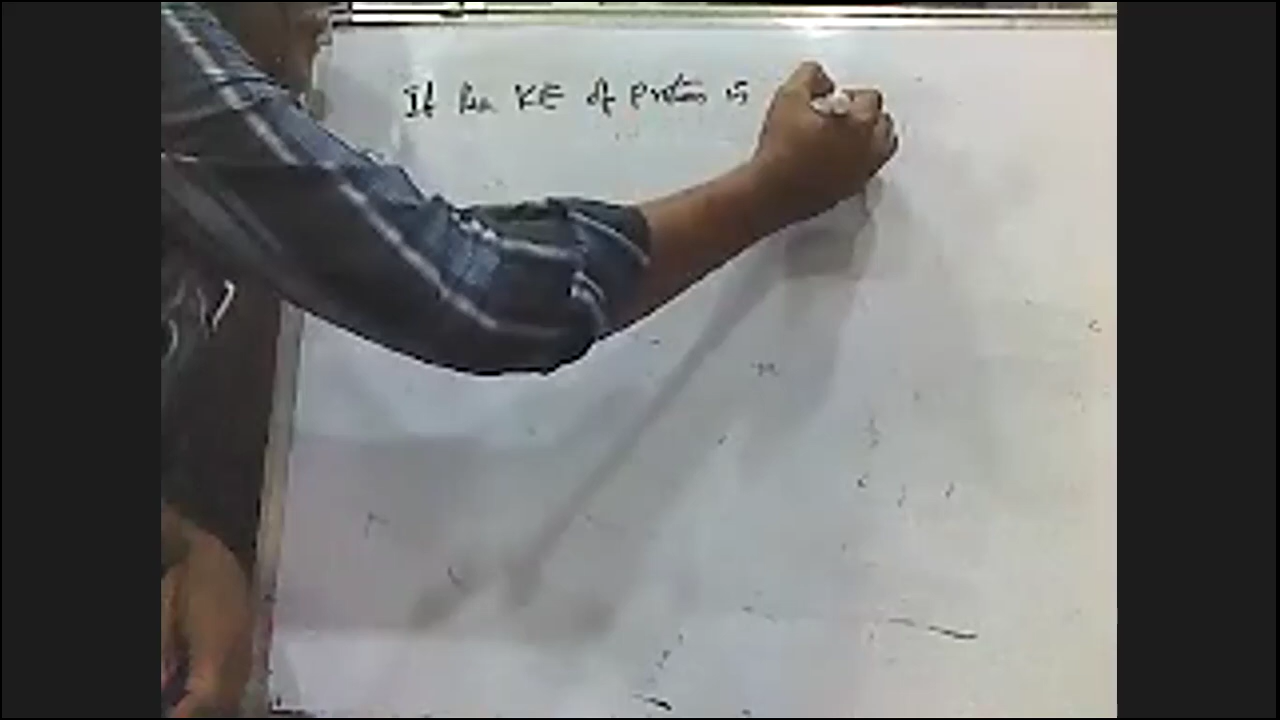 If the KE of proton is